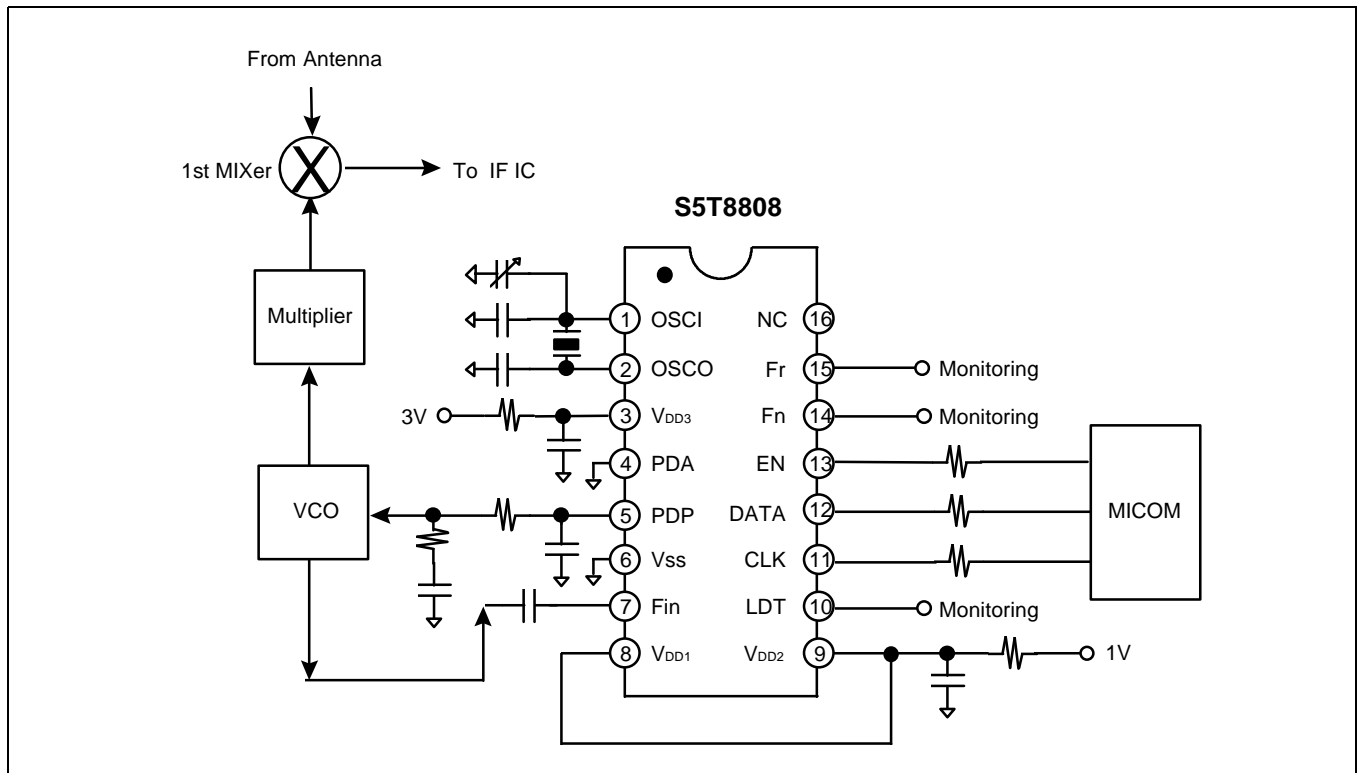 From Antenna
1st MIXer
X
To IF IC
S5T8808
Multiplier
VCO
3V
1 OSCI
2 OSCO
3 VDD3
4 PDA
5 PDP
6 Vss
7 Fin
8 VDD1
NC 16
Fr 15 Monitoring
Fn 14 Monitoring
EN 13
DATA 12
CLK 11
LDT 10 Monitoring
VDD2 9
1V
MICOM